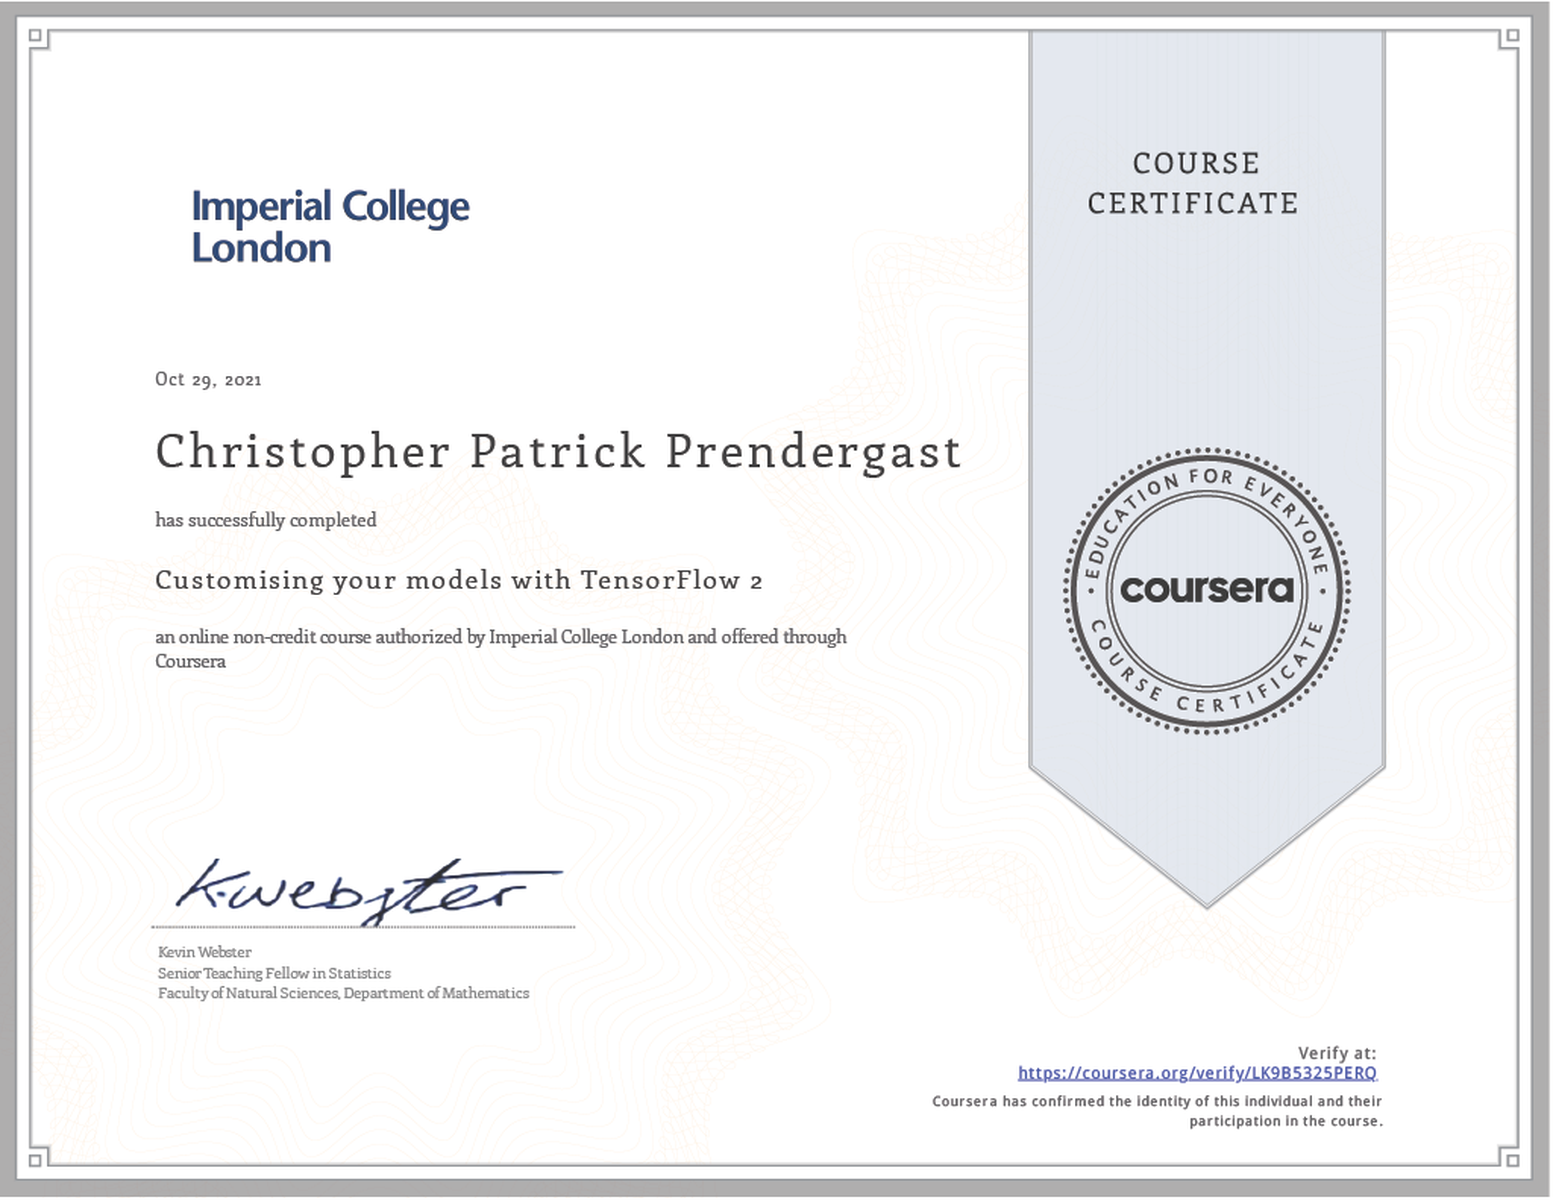 Imperial College
London
Oct 29, 2021
Christopher Patrick Prendergast
has successfully completed
Customising your models with TensorFlow 2
an online non-credit course authorized by Imperial College London and offered through
Coursera
K.webster
Kevin Webster
Senior Teaching Fellow in Statistics
Faculty of Natural Sciences, Department of Mathematics
COURSE
CERTIFICATE
EDUCATION FOR EVERYONE
coursera
COURSE CERTIFICATE
Verify at:
https://coursera.org/verify/LK9B5325PERQ
Coursera has confirmed the identity of this individual and their
participation in the course.